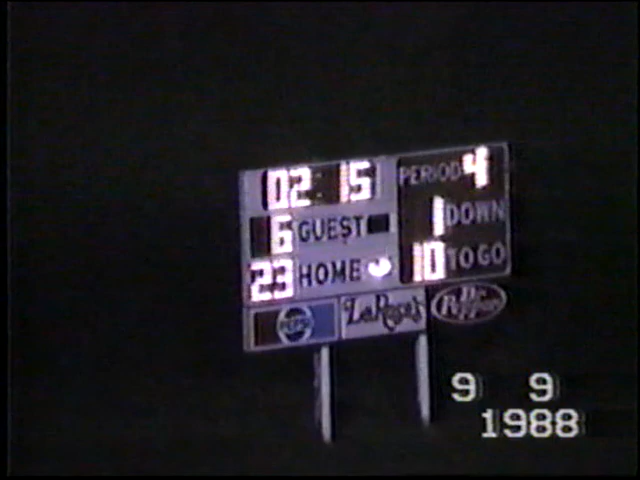 02:15
PERIOD 4
6 GUEST
1 DOWN
23 HOME
10 TO GO
PEPSI
LaRosa's
Dr Pepper
9 9
1988